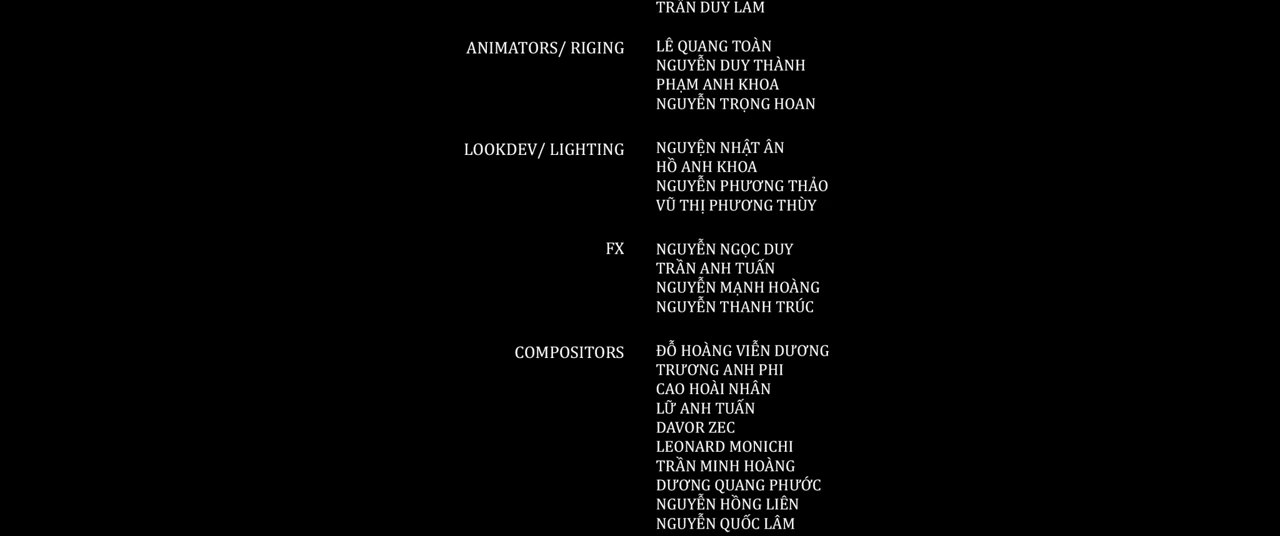 TRẦN DUY LÂM
ANIMATORS/ RIGING LÊ QUANG TOÀN
NGUYỄN DUY THÀNH
PHẠM ANH KHOA
NGUYỄN TRỌNG HOAN
LOOKDEV/ LIGHTING NGUYỆN NHẬT ÂN
HỒ ANH KHOA
NGUYỄN PHƯƠNG THẢO
VŨ THỊ PHƯƠNG THÙY
FX NGUYỄN NGỌC DUY
TRẦN ANH TUẤN
NGUYỄN MẠNH HOÀNG
NGUYỄN THANH TRÚC
COMPOSITORS ĐỖ HOÀNG VIỄN DƯƠNG
TRƯƠNG ANH PHI
CAO HOÀI NHÂN
LỮ ANH TUẤN
DAVOR ZEC
LEONARD MONICHI
TRẦN MINH HOÀNG
DƯƠNG QUANG PHƯỚC
NGUYỄN HỒNG LIÊN
NGUYỄN QUỐC LÂM